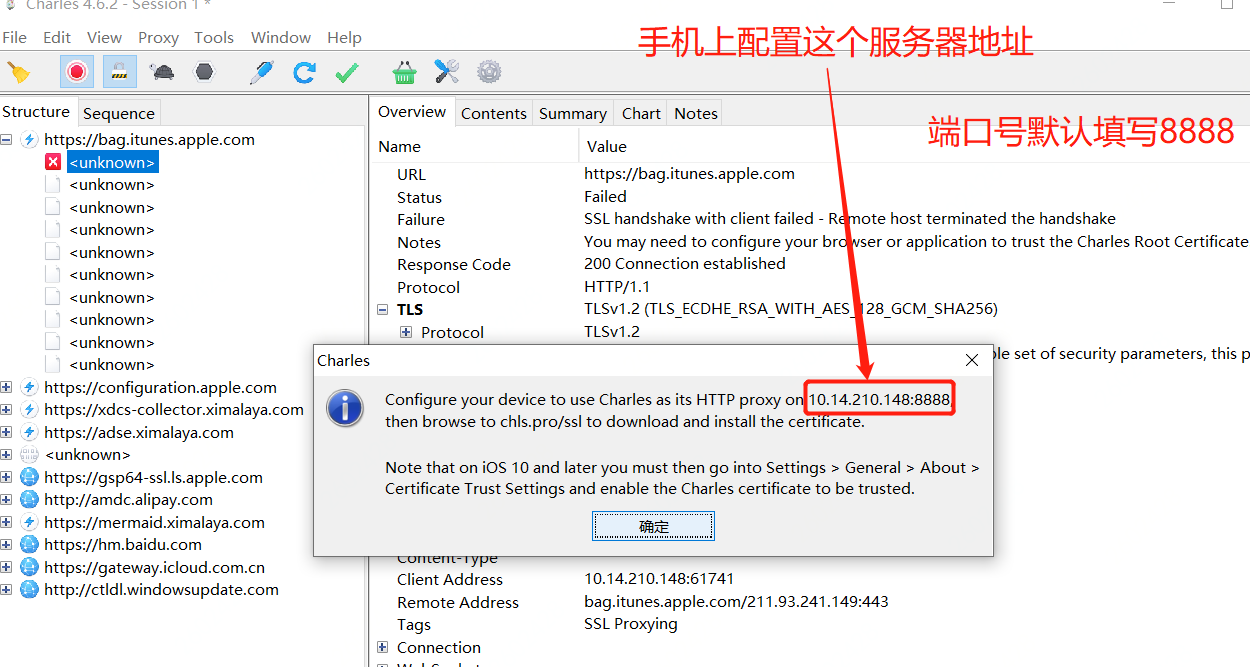 Charles 4.6.2 - Session 1 *
File Edit View Proxy Tools Window Help
手机上配置这个服务器地址
端口号默认填写8888
Structure Sequence
https://bag.itunes.apple.com
<unknown>
<unknown>
<unknown>
<unknown>
<unknown>
<unknown>
<unknown>
<unknown>
<unknown>
<unknown>
https://configuration.apple.com
https://xdcs-collector.ximalaya.com
https://adse.ximalaya.com
<unknown>
https://gsp64-ssl.ls.apple.com
http://amdc.alipay.com
https://mermaid.ximalaya.com
https://hm.baidu.com
https://gateway.icloud.com.cn
http://ctldl.windowsupdate.com
Overview Contents Summary Chart Notes
Name Value
URL https://bag.itunes.apple.com
Status Failed
Failure SSL handshake with client failed - Remote host terminated the handshake
Notes You may need to configure your browser or application to trust the Charles Root Certificate
Response Code 200 Connection established
Protocol HTTP/1.1
TLS TLSv1.2 (TLS_ECDHE_RSA_WITH_AES_128_GCM_SHA256)
Protocol TLSv1.2
ble set of security parameters, this p
Charles
Configure your device to use Charles as its HTTP proxy on 10.14.210.148:8888,
then browse to chls.pro/ssl to download and install the certificate.
Note that on iOS 10 and later you must then go into Settings > General > About >
Certificate Trust Settings and enable the Charles certificate to be trusted.
确定
Content-Type
Client Address 10.14.210.148:61741
Remote Address bag.itunes.apple.com/211.93.241.149:443
Tags SSL Proxying
Connection